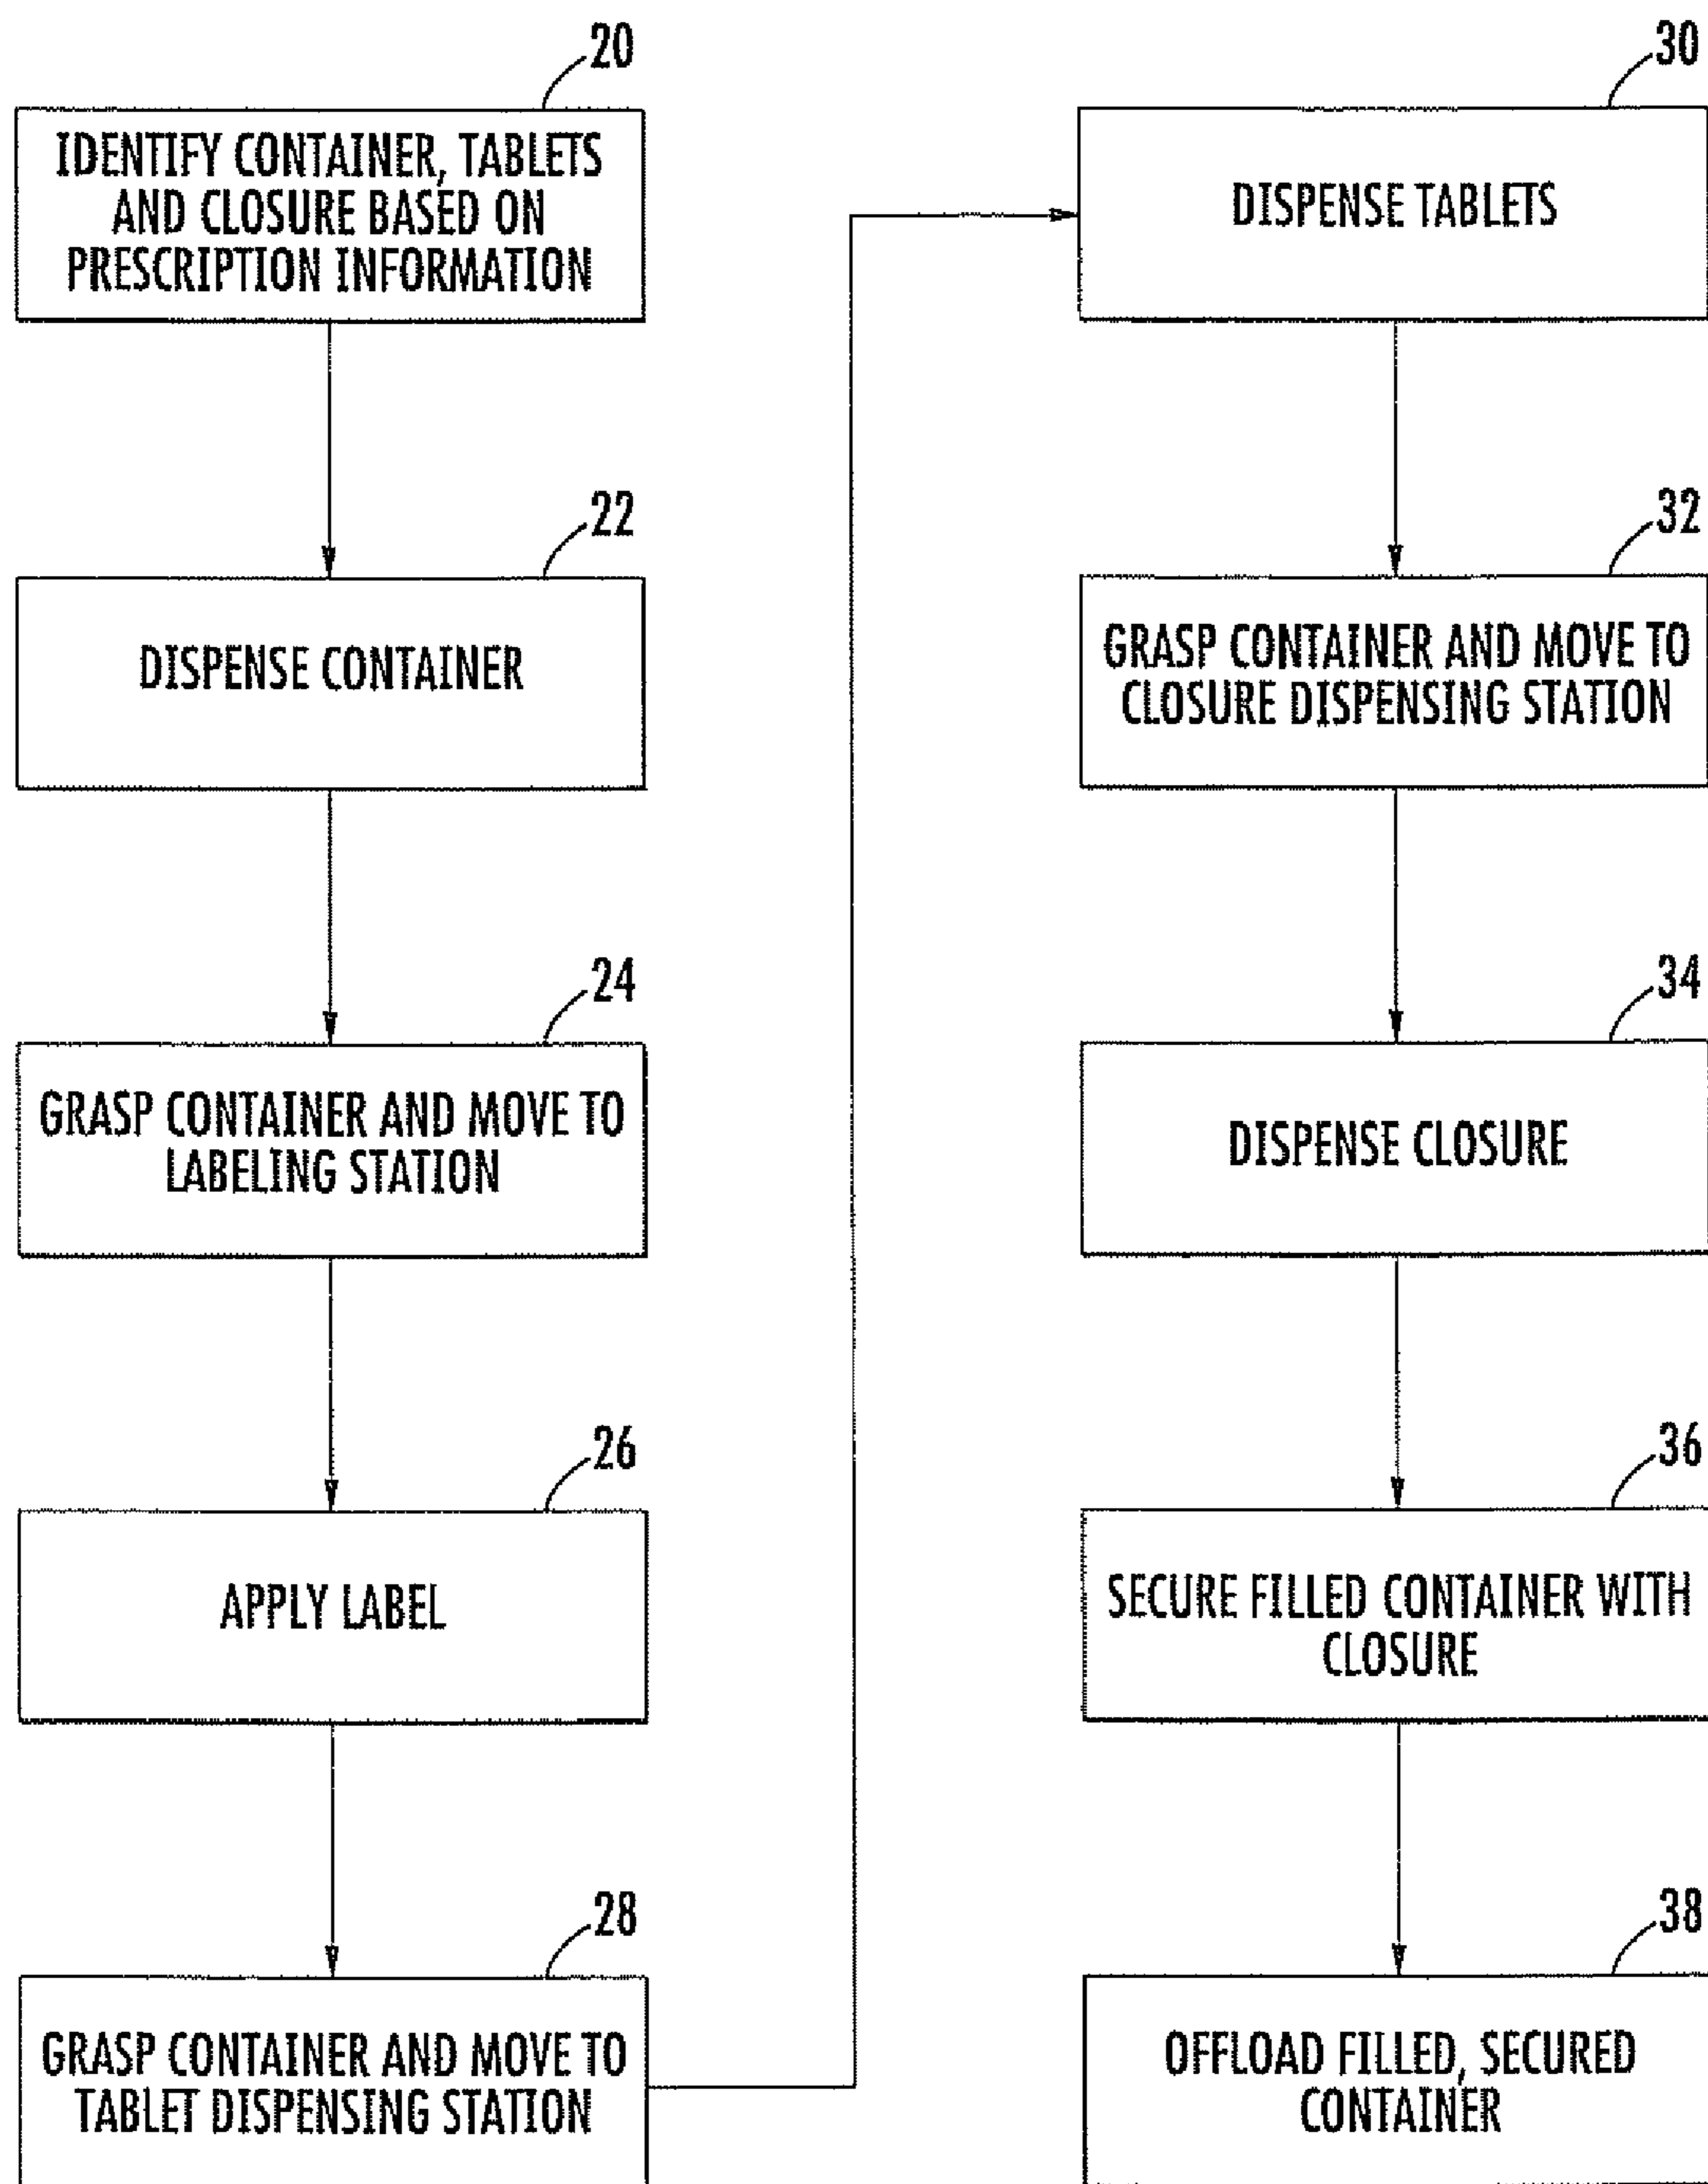 20
IDENTIFY CONTAINER, TABLETS
AND CLOSURE BASED ON
PRESCRIPTION INFORMATION
22
DISPENSE CONTAINER
24
GRASP CONTAINER AND MOVE TO
LABELING STATION
26
APPLY LABEL
28
GRASP CONTAINER AND MOVE TO
TABLET DISPENSING STATION
30
DISPENSE TABLETS
32
GRASP CONTAINER AND MOVE TO
CLOSURE DISPENSING STATION
34
DISPENSE CLOSURE
36
SECURE FILLED CONTAINER WITH
CLOSURE
38
OFFLOAD FILLED, SECURED
CONTAINER